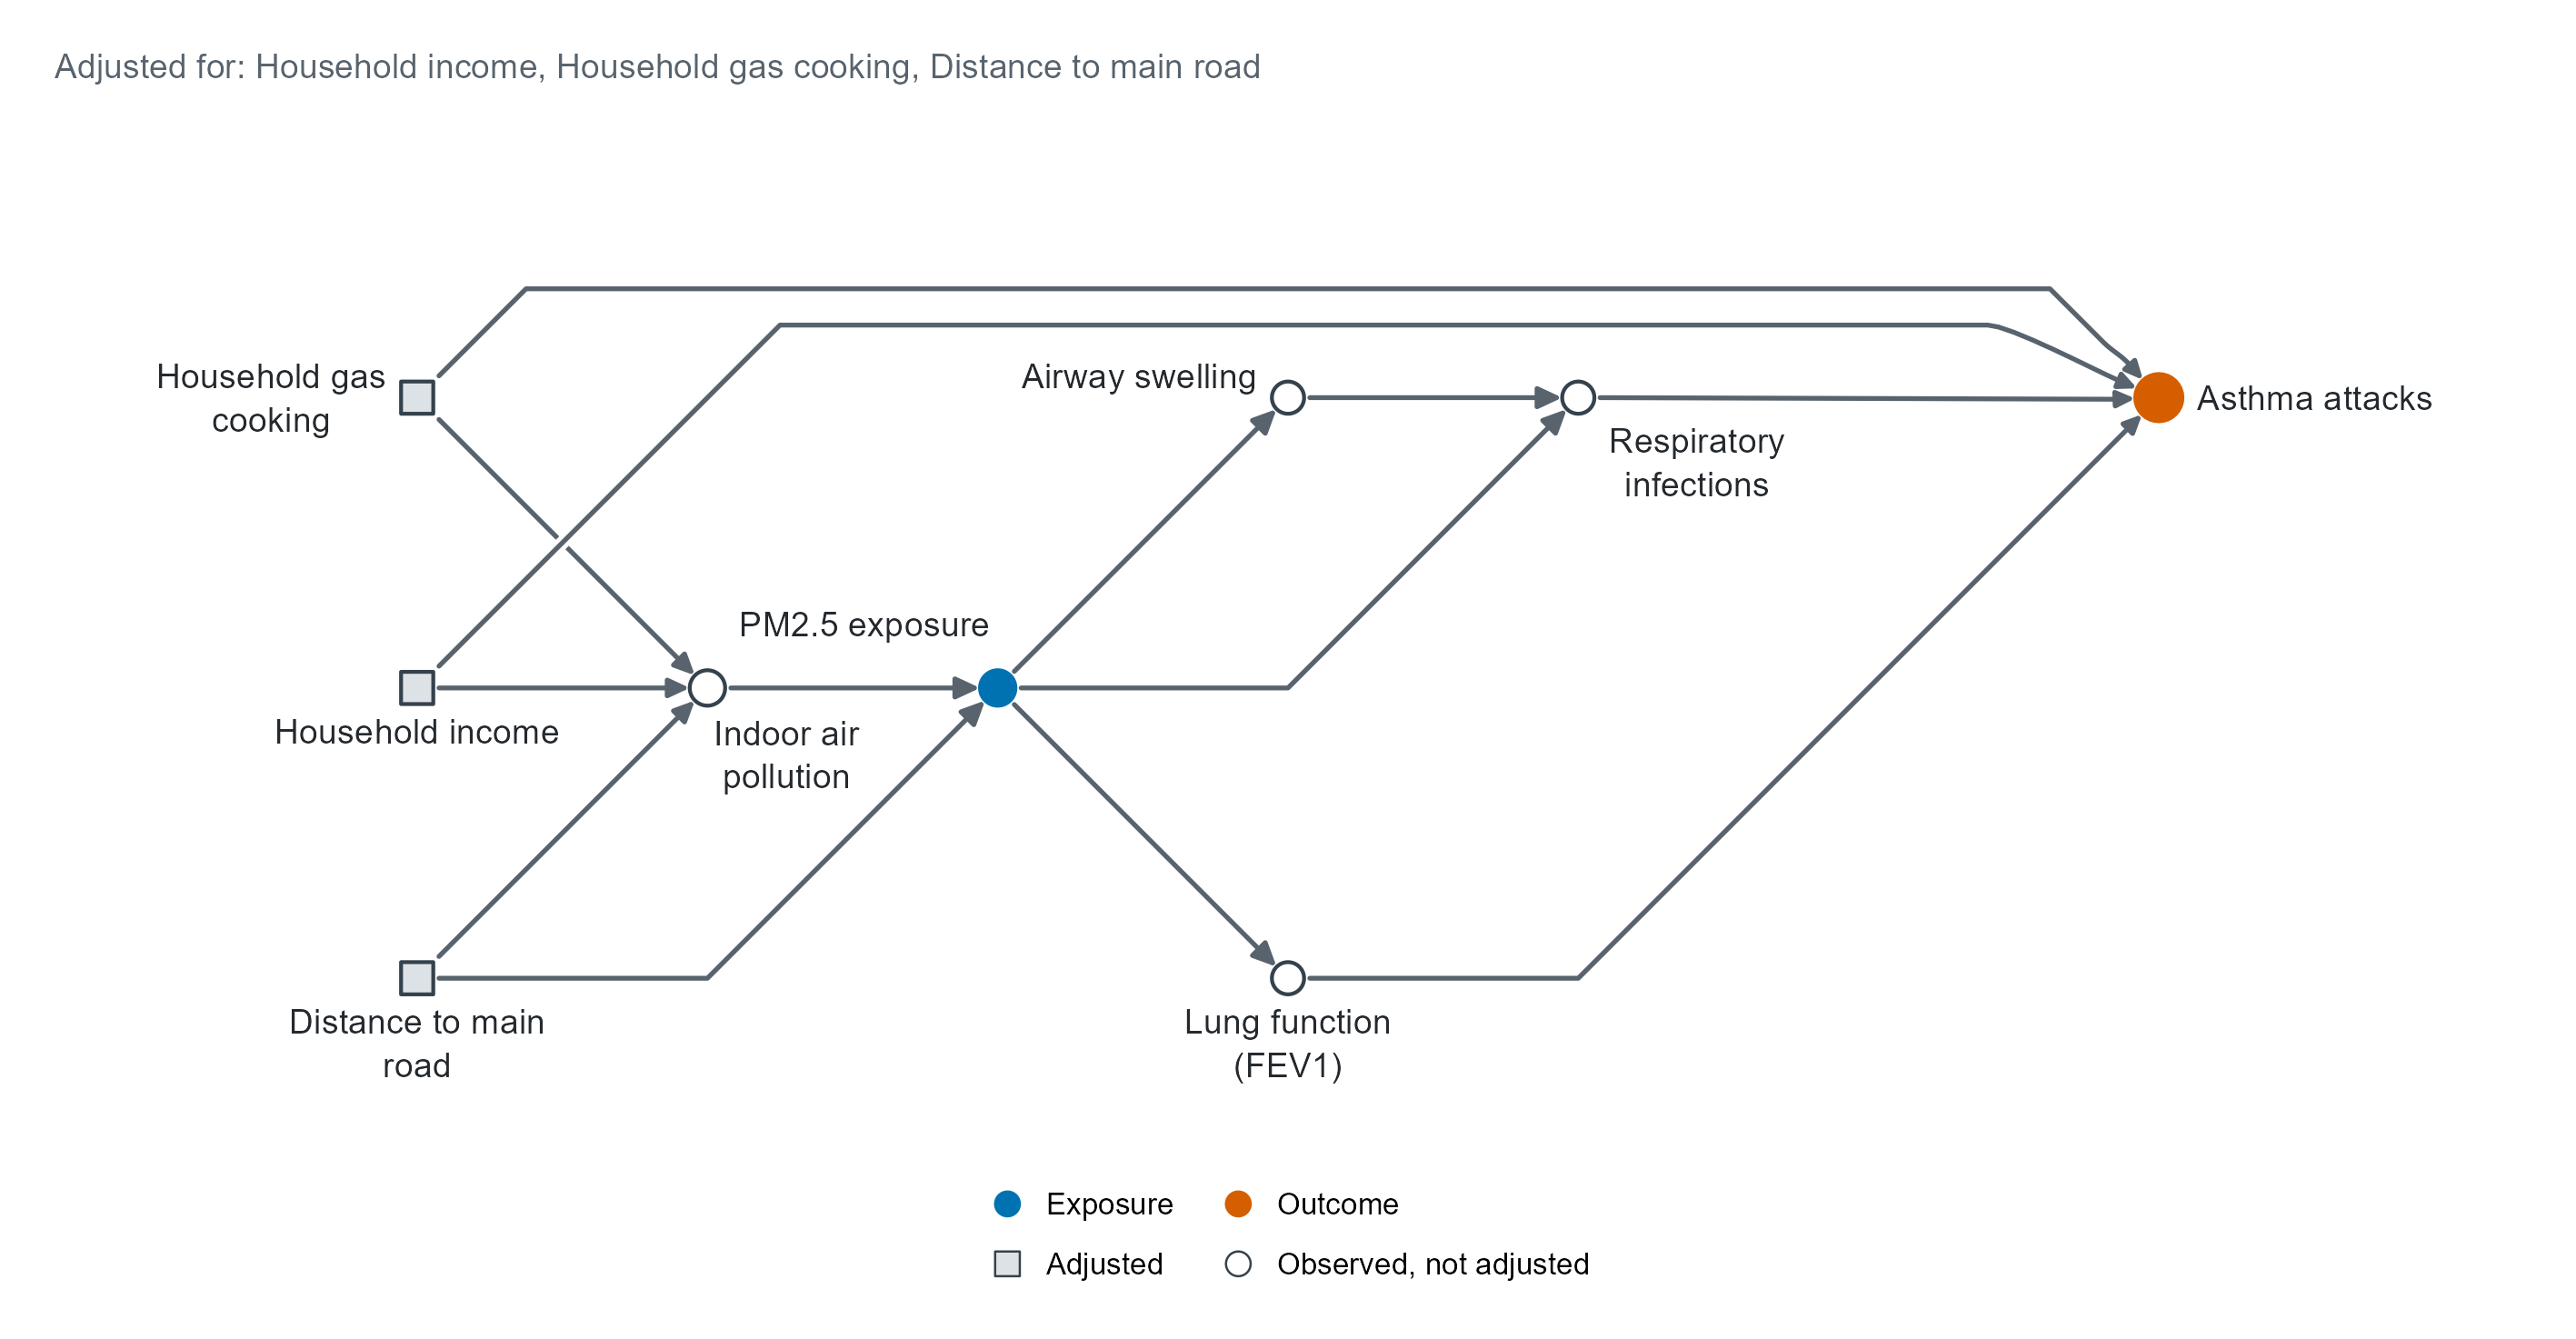 Adjusted for: Household income, Household gas cooking, Distance to main road
Household gas
cooking
Airway swelling
Asthma attacks
Respiratory
infections
PM2.5 exposure
Household income
Indoor air
pollution
Distance to main
road
Lung function
(FEV1)
Exposure
Outcome
Adjusted
Observed, not adjusted